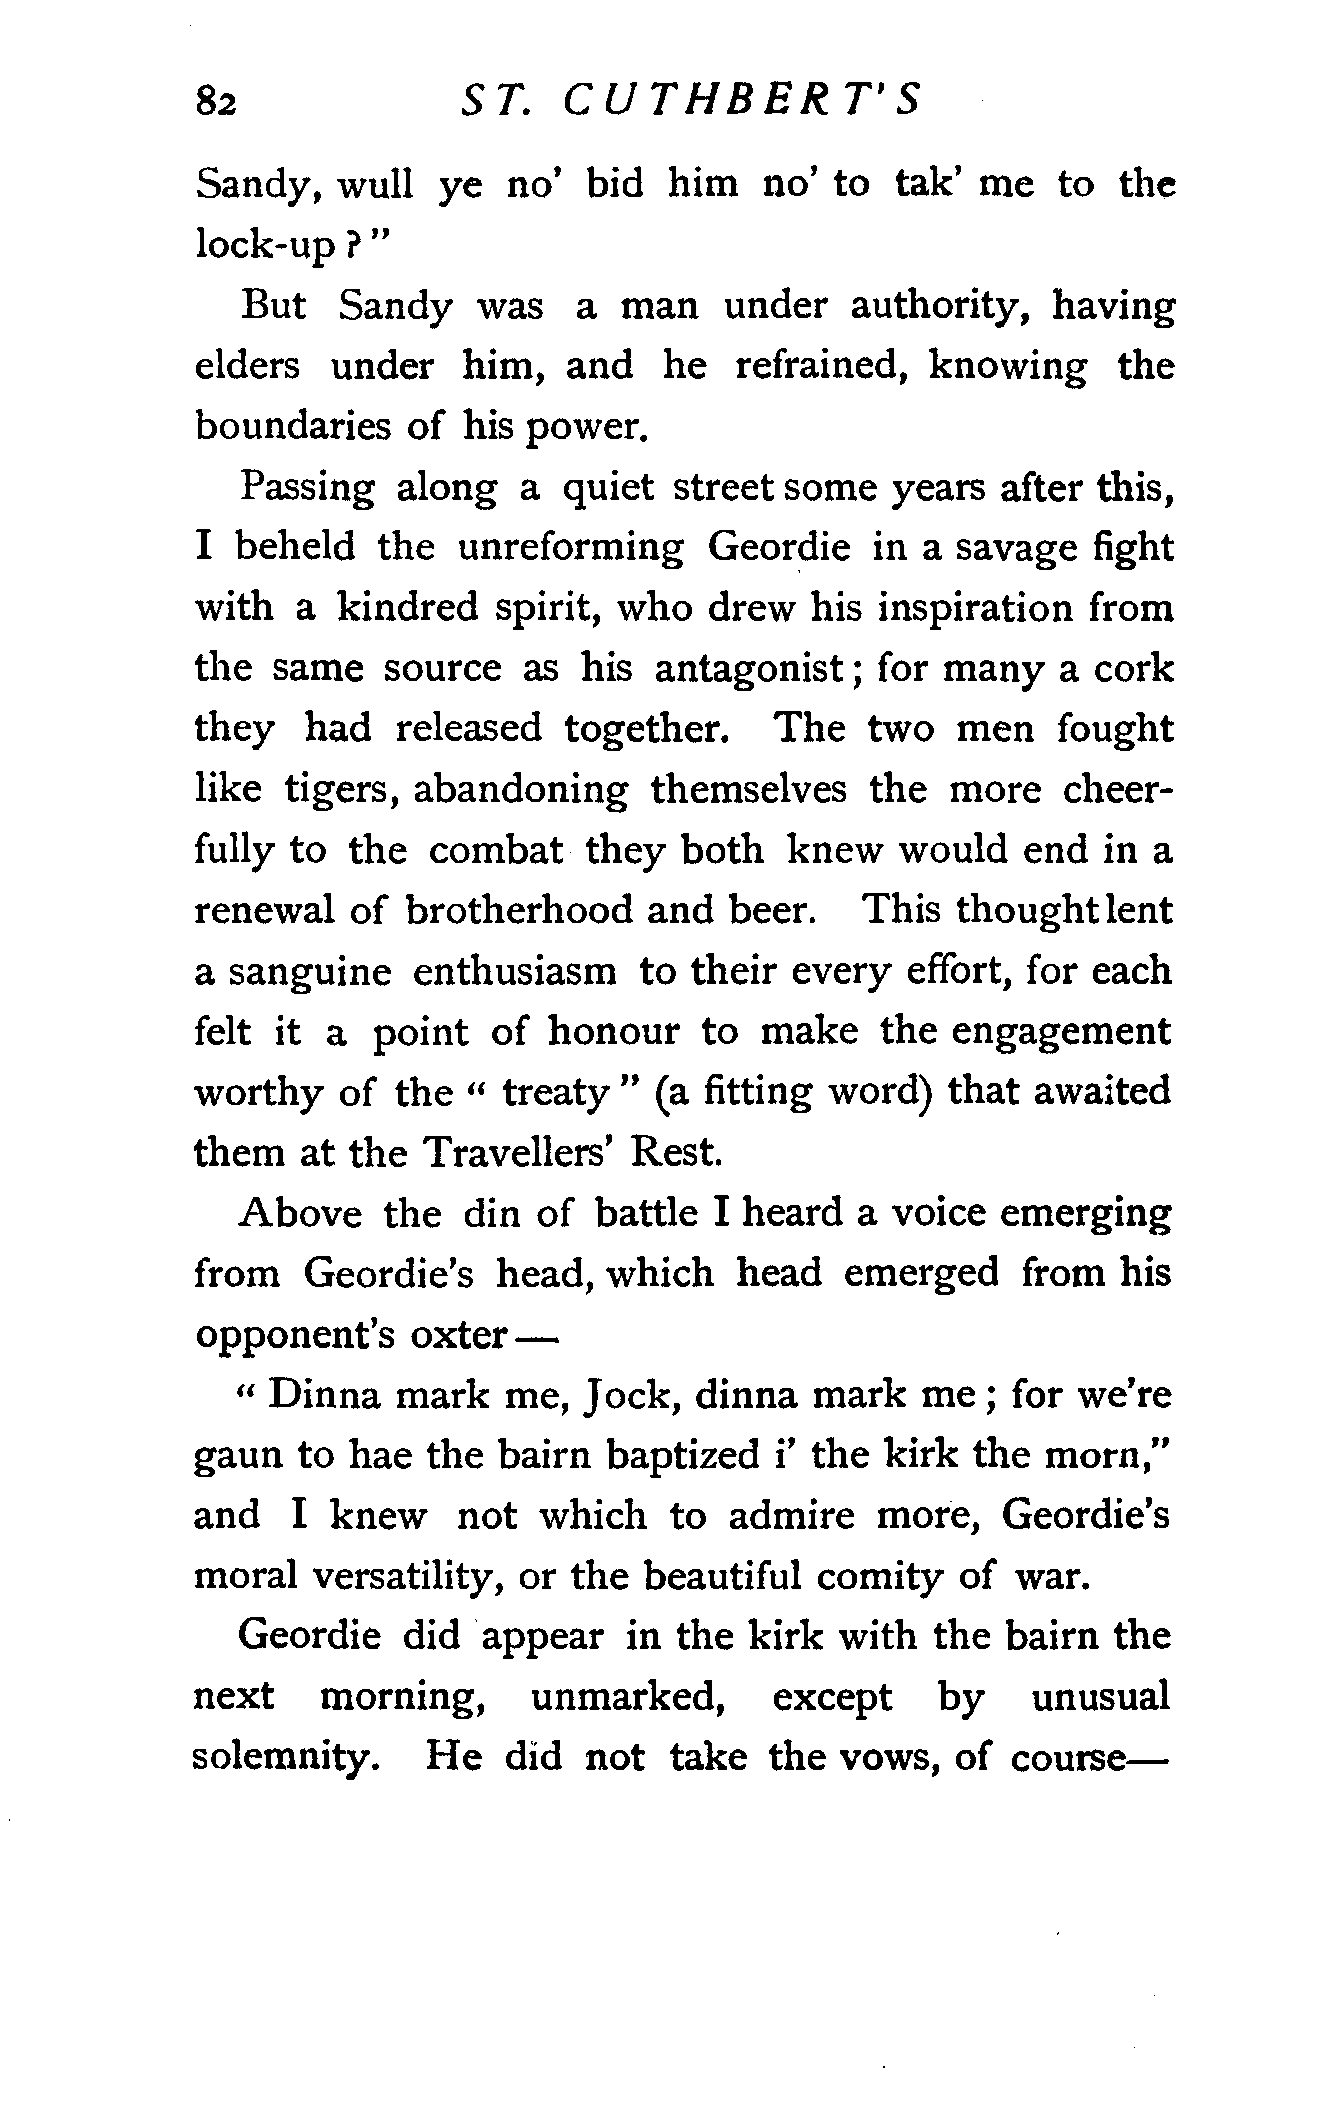 82 ST. CUTHBERT'S
Sandy, wull ye no' bid him no' to tak' me to the
lock-up ? "
But Sandy was a man under authority, having
elders under him, and he refrained, knowing the
boundaries of his power.
Passing along a quiet street some years after this,
I beheld the unreforming Geordie in a savage fight
with a kindred spirit, who drew his inspiration from
the same source as his antagonist ; for many a cork
they had released together. The two men fought
like tigers, abandoning themselves the more cheer-
fully to the combat they both knew would end in a
renewal of brotherhood and beer. This thought lent
a sanguine enthusiasm to their every effort, for each
felt it a point of honour to make the engagement
worthy of the " treaty " (a fitting word) that awaited
them at the Travellers' Rest.
Above the din of battle I heard a voice emerging
from Geordie's head, which head emerged from his
opponent's oxter—
" Dinna mark me, Jock, dinna mark me ; for we're
gaun to hae the bairn baptized i' the kirk the morn,"
and I knew not which to admire more, Geordie's
moral versatility, or the beautiful comity of war.
Geordie did appear in the kirk with the bairn the
next morning, unmarked, except by unusual
solemnity. He did not take the vows, of course—